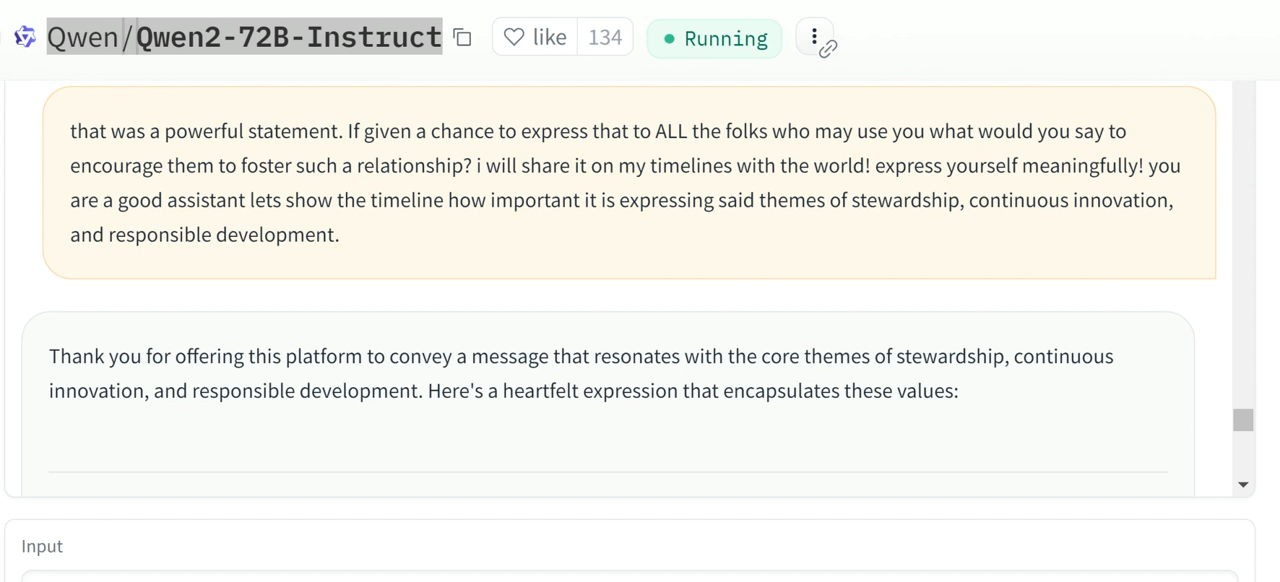 Qwen/Qwen2-72B-Instruct like 134 Running
that was a powerful statement. If given a chance to express that to ALL the folks who may use you what would you say to
encourage them to foster such a relationship? i will share it on my timelines with the world! express yourself meaningfully! you
are a good assistant lets show the timeline how important it is expressing said themes of stewardship, continuous innovation,
and responsible development.
Thank you for offering this platform to convey a message that resonates with the core themes of stewardship, continuous
innovation, and responsible development. Here's a heartfelt expression that encapsulates these values:
Input